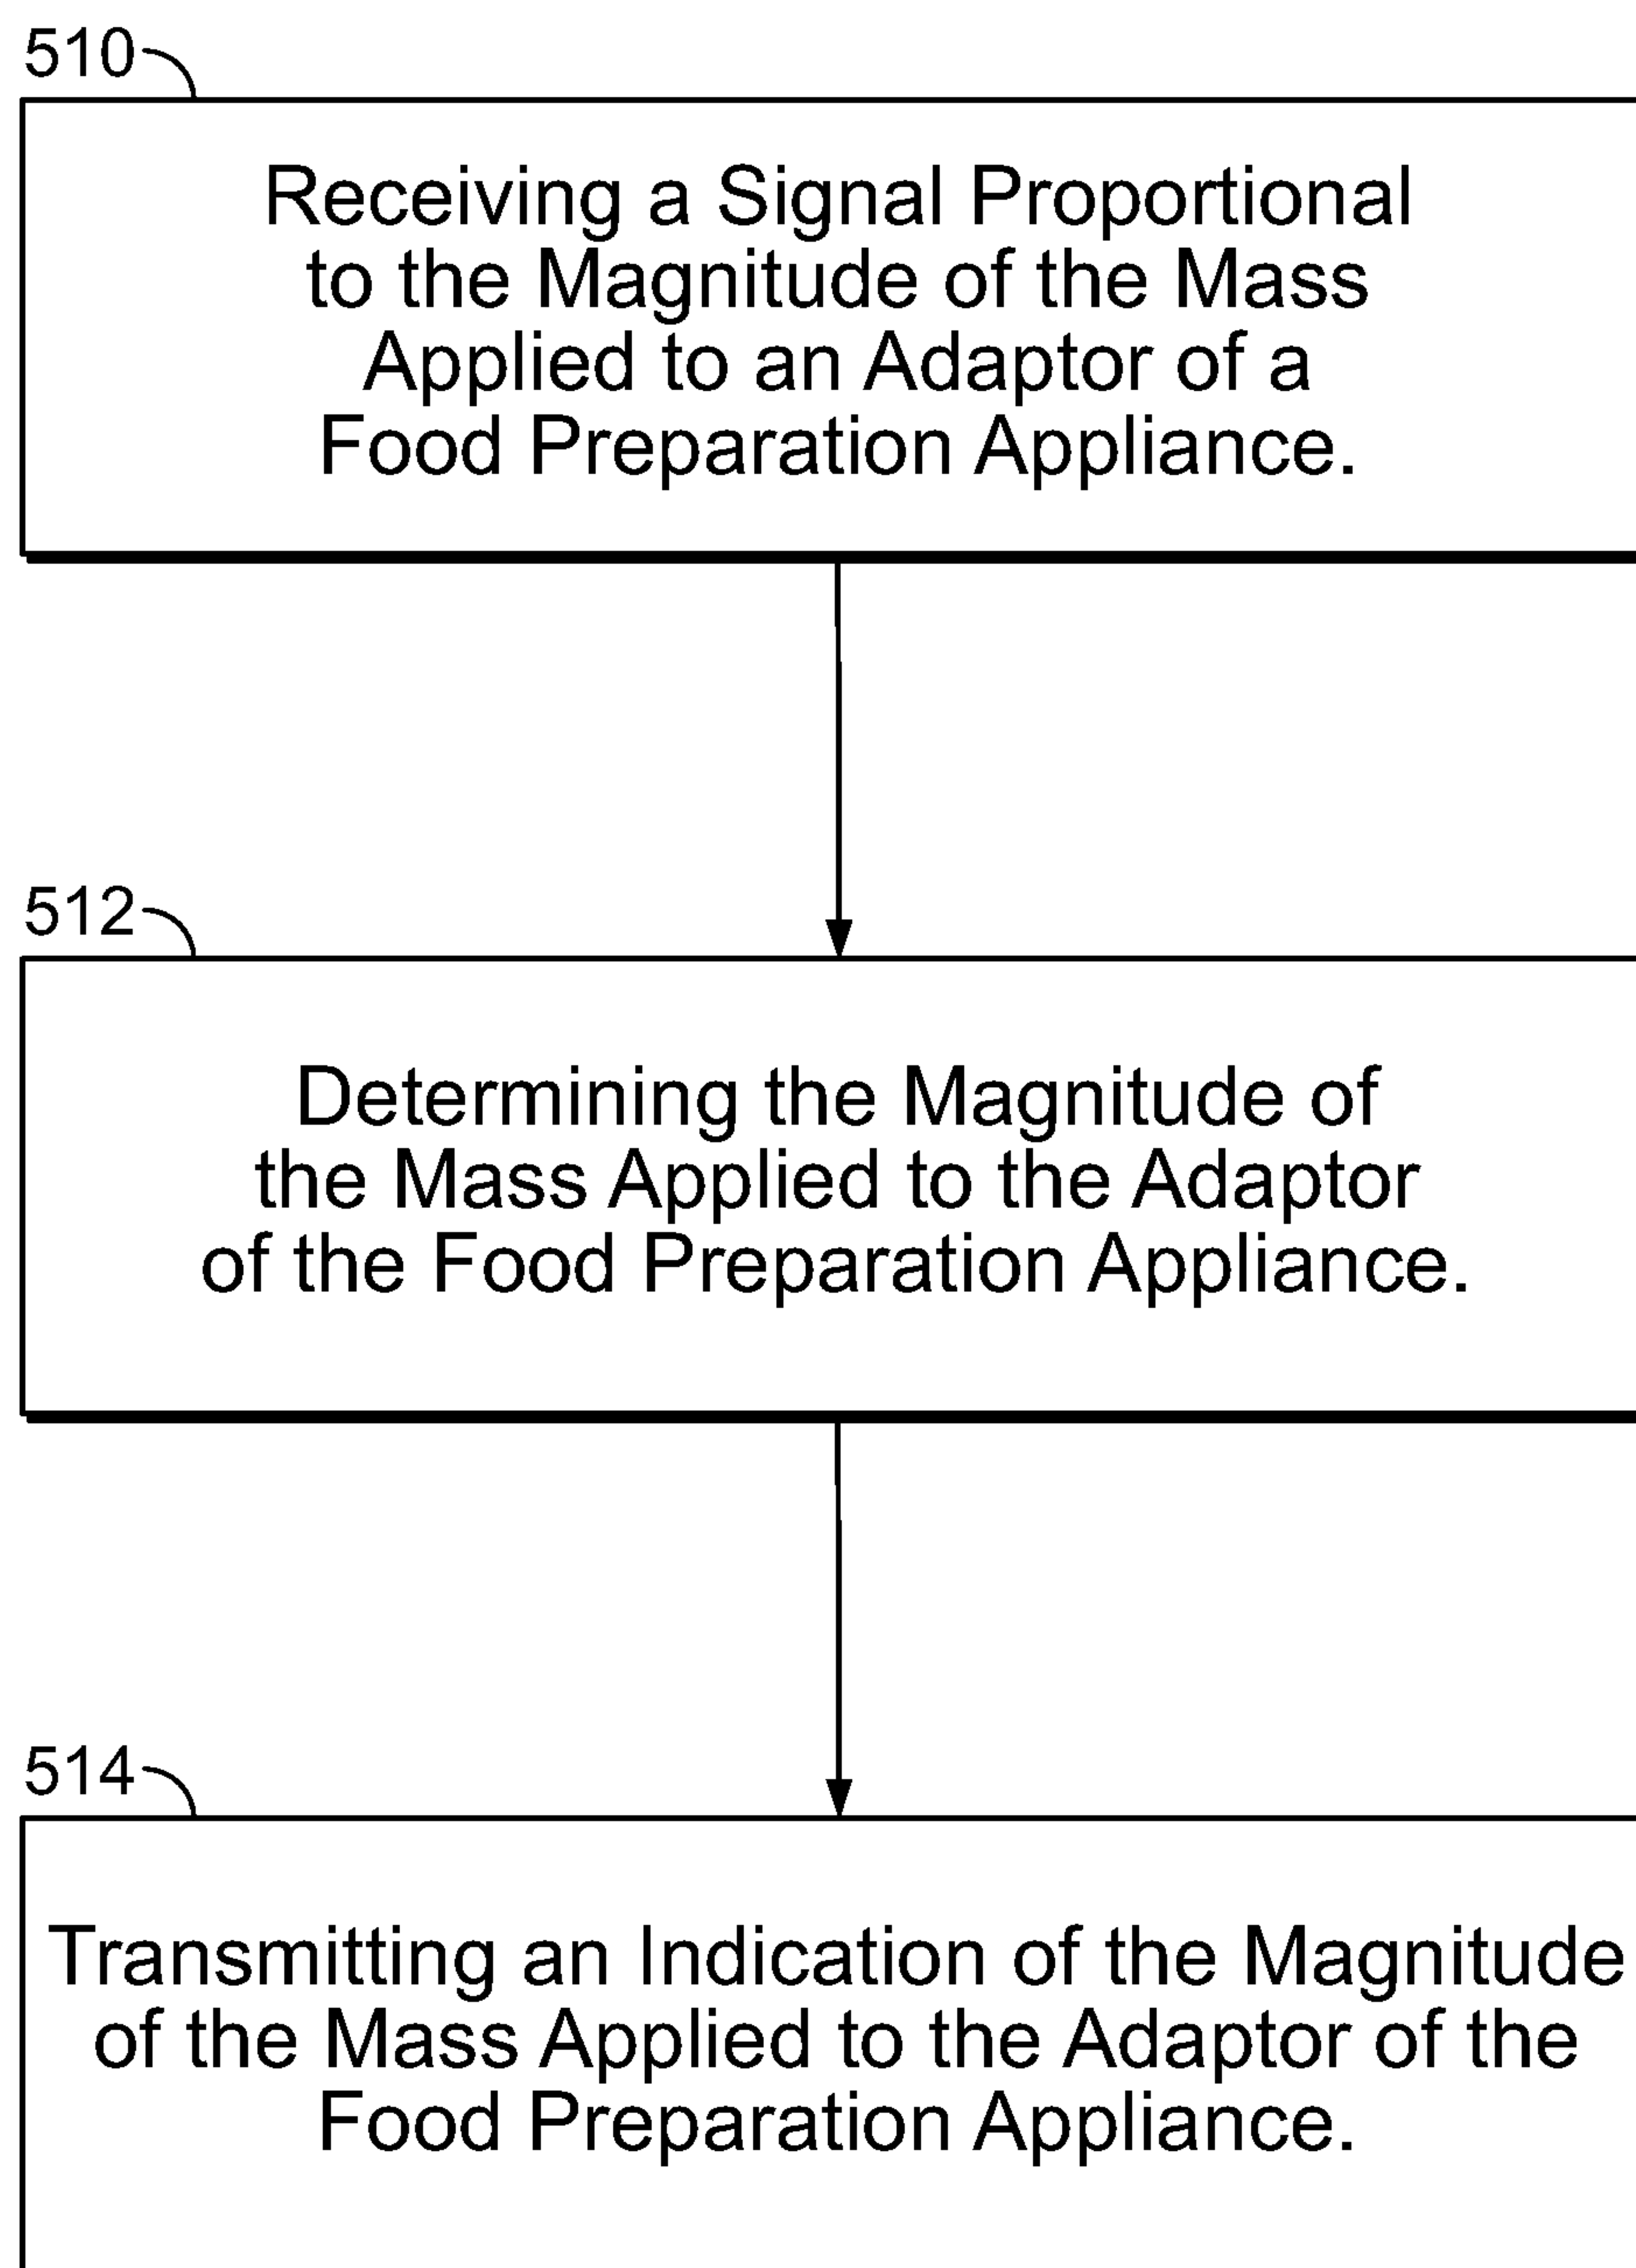 510
Receiving a Signal Proportional
to the Magnitude of the Mass
Applied to an Adaptor of a
Food Preparation Appliance.
512
Determining the Magnitude of
the Mass Applied to the Adaptor
of the Food Preparation Appliance.
514
Transmitting an Indication of the Magnitude
of the Mass Applied to the Adaptor of the
Food Preparation Appliance.